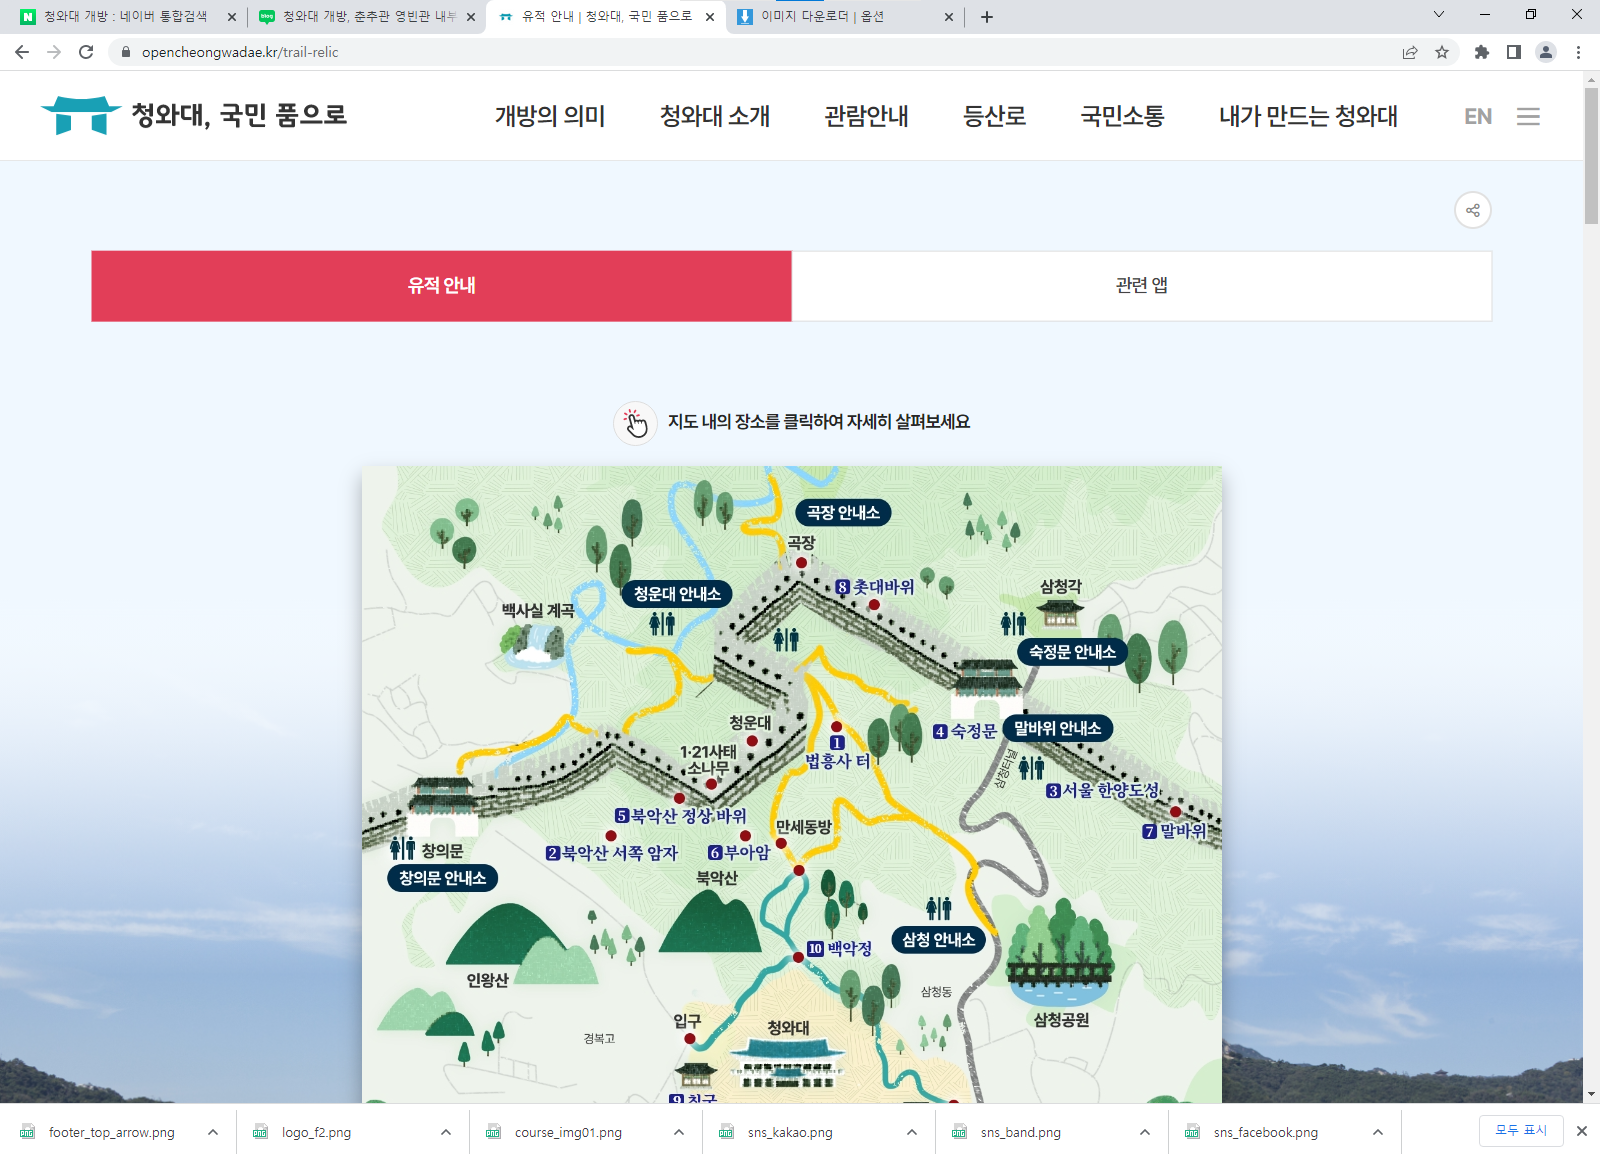 청와대 개방 : 네이버 통합검색
청와대 개방, 춘추관 영빈관 내부
유적 안내 | 청와대, 국민 품으로
이미지 다운로더 | 옵션
opencheongwadae.kr/trail-relic
청와대, 국민 품으로
개방의 의미
청와대 소개
관람안내
등산로
국민소통
내가 만드는 청와대
EN
유적 안내
관련 앱
지도 내의 장소를 클릭하여 자세히 살펴보세요
곡장 안내소
곡장
8 촛대바위
청운대 안내소
삼청각
백사실 계곡
숙정문 안내소
청운대
4 숙정문
말바위 안내소
1·21사태
소나무
1
법흥사 터
삼청터널
3 서울 한양도성
5 북악산 정상 바위
만세동방
7 말바위
2 북악산 서쪽 암자
6 부아암
창의문
창의문 안내소
북악산
삼청 안내소
10 백악정
인왕산
삼청동
삼청공원
입구
청와대
경복고
9 칠궁
footer_top_arrow.png
logo_f2.png
course_img01.png
sns_kakao.png
sns_band.png
sns_facebook.png
모두 표시